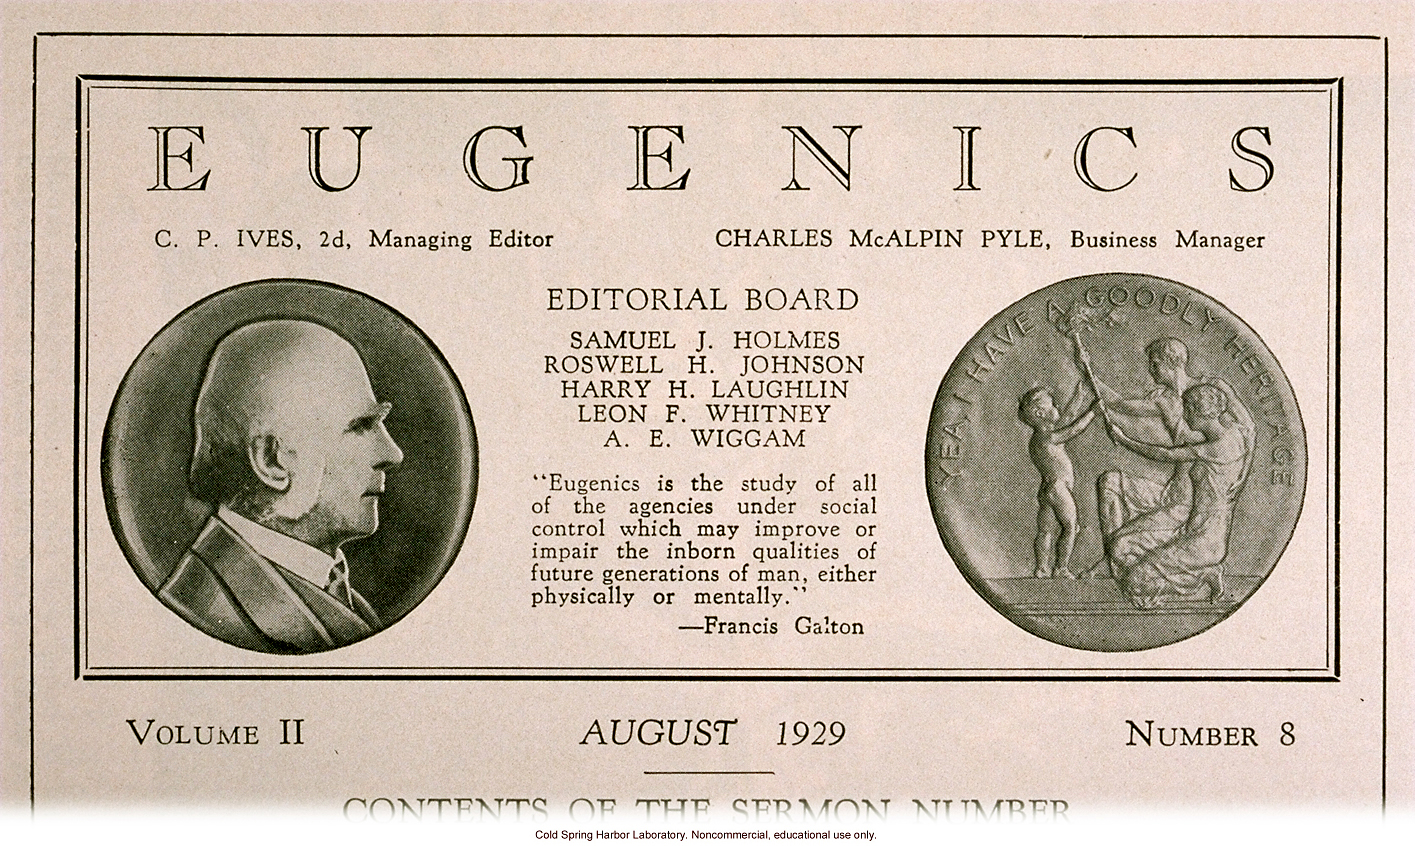 EUGENICS
C. P. IVES, 2d, Managing Editor
CHARLES McALPIN PYLE, Business Manager
EDITORIAL BOARD
SAMUEL J. HOLMES
ROSWELL H. JOHNSON
HARRY H. LAUGHLIN
LEON F. WHITNEY
A. E. WIGGAM
"Eugenics is the study of all
of the agencies under social
control which may improve or
impair the inborn qualities of
future generations of man, either
physically or mentally."
—Francis Galton
YEA, I HAVE A GOODLY HERITAGE
VOLUME II
AUGUST 1929
NUMBER 8
CONTENTS OF THE SERMON NUMBER
Cold Spring Harbor Laboratory. Noncommercial, educational use only.